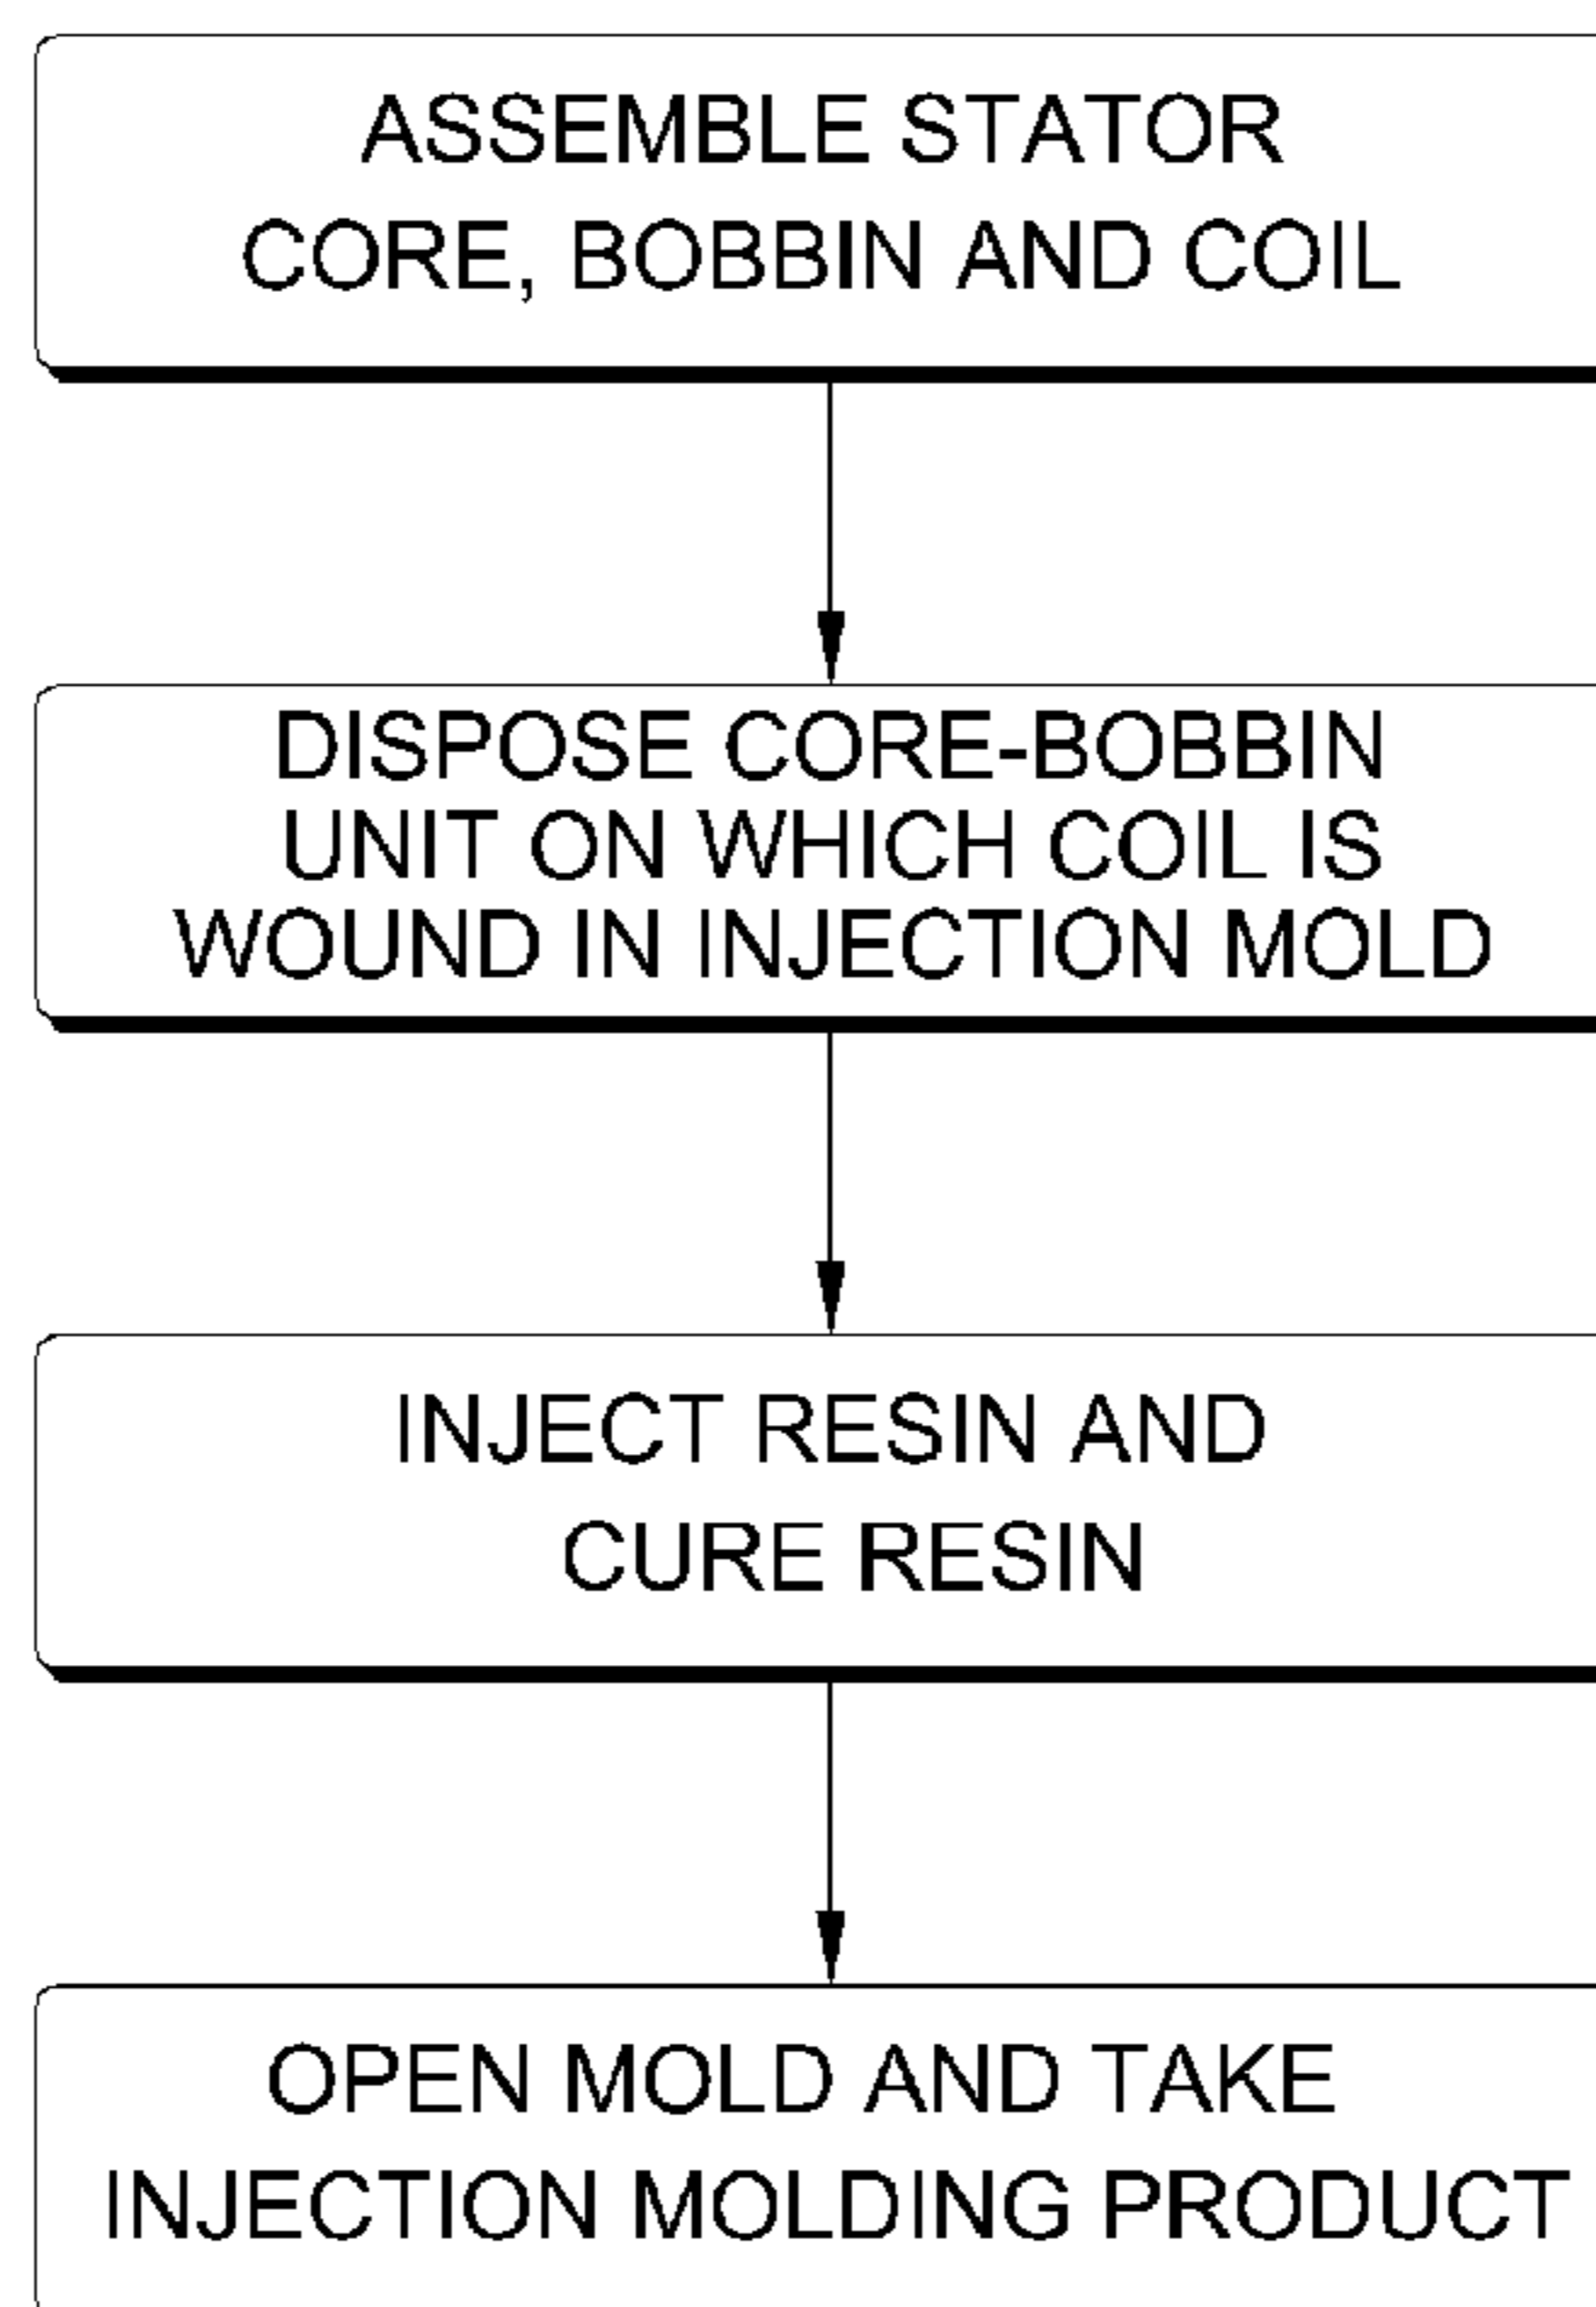 ASSEMBLE STATOR
CORE, BOBBIN AND COIL
DISPOSE CORE-BOBBIN
UNIT ON WHICH COIL IS
WOUND IN INJECTION MOLD
INJECT RESIN AND
CURE RESIN
OPEN MOLD AND TAKE
INJECTION MOLDING PRODUCT